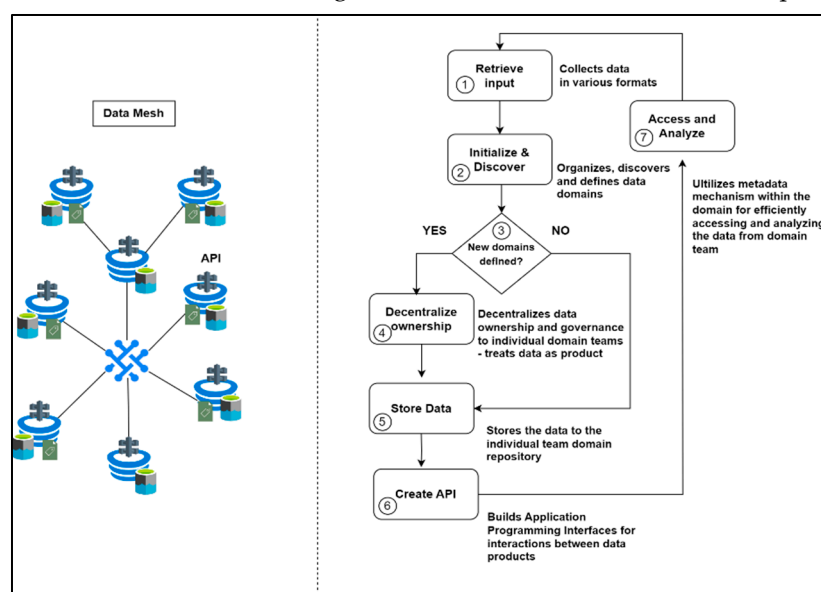 Data Mesh
API
Retrieve
input
1
Collects data
in various formats
Access and
Analyze
7
Initialize &
Discover
2
Organizes, discovers
and defines data
domains
Ultilizes metadata
mechanism within the
domain for efficiently
accessing and analyzing
the data from domain
team
3
New domains
defined?
YES
NO
Decentralize
ownership
4
Decentralizes data
ownership and governance
to individual domain teams
- treats data as product
Store Data
5
Stores the data to the
individual team domain
repository
Create API
6
Builds Application
Programming Interfaces for
interactions between data
products